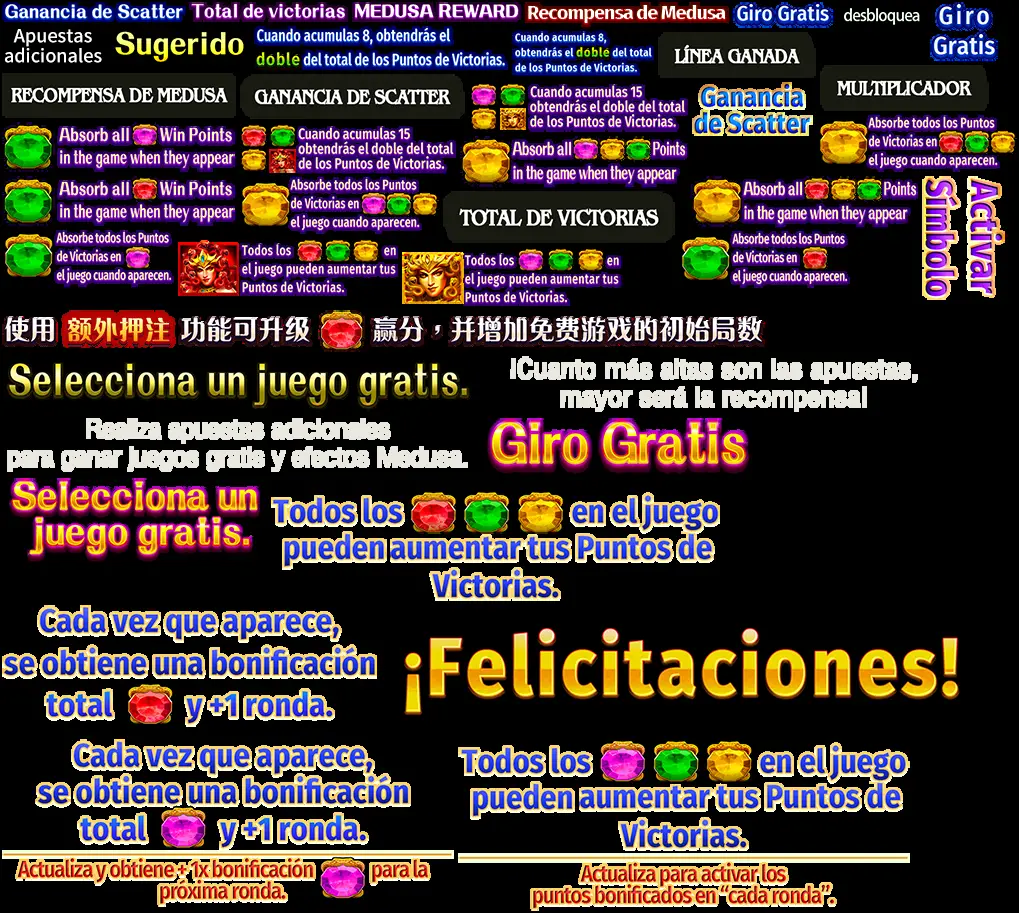 Ganancia de Scatter
Total de victorias
MEDUSA REWARD
Recompensa de Medusa
Giro Gratis
desbloquea
Giro
Gratis
Apuestas
adicionales
Sugerido
Cuando acumulas 8, obtendrás el
doble del total de los Puntos de Victorias.
Cuando acumulas 8,
obtendrás el doble del total
de los Puntos de Victorias.
LÍNEA GANADA
RECOMPENSA DE MEDUSA
GANANCIA DE SCATTER
Cuando acumulas 15
obtendrás el doble del total
de los Puntos de Victorias.
Ganancia
de Scatter
MULTIPLICADOR
Absorb all Win Points
in the game when they appear
Cuando acumulas 15
obtendrás el doble del total
de los Puntos de Victorias.
Absorb all Points
in the game when they appear
Absorbe todos los Puntos
de Victorias en
el juego cuando aparecen.
Absorb all Win Points
in the game when they appear
Absorbe todos los Puntos
de Victorias en
el juego cuando aparecen.
TOTAL DE VICTORIAS
Absorb all Points
in the game when they appear
Activar
Símbolo
Absorbe todos los Puntos
de Victorias en
el juego cuando aparecen.
Todos los en
el juego pueden aumentar tus
Puntos de Victorias.
Todos los en
el juego pueden aumentar tus
Puntos de Victorias.
Absorbe todos los Puntos
de Victorias en
el juego cuando aparecen.
使用 额外押注 功能可升级 赢分，并增加免费游戏的初始局数
Selecciona un juego gratis.
¡Cuanto más altas son las apuestas,
mayor será la recompensa!
Realiza apuestas adicionales
para ganar juegos gratis y efectos Medusa.
Giro Gratis
Selecciona un
juego gratis.
Todos los en el juego
pueden aumentar tus Puntos de
Victorias.
Cada vez que aparece,
se obtiene una bonificación
total y +1 ronda.
¡Felicitaciones!
Cada vez que aparece,
se obtiene una bonificación
total y +1 ronda.
Actualiza y obtiene + 1x bonificación para la
próxima ronda.
Todos los en el juego
pueden aumentar tus Puntos de
Victorias.
Actualiza para activar los
puntos bonificados en “cada ronda”.